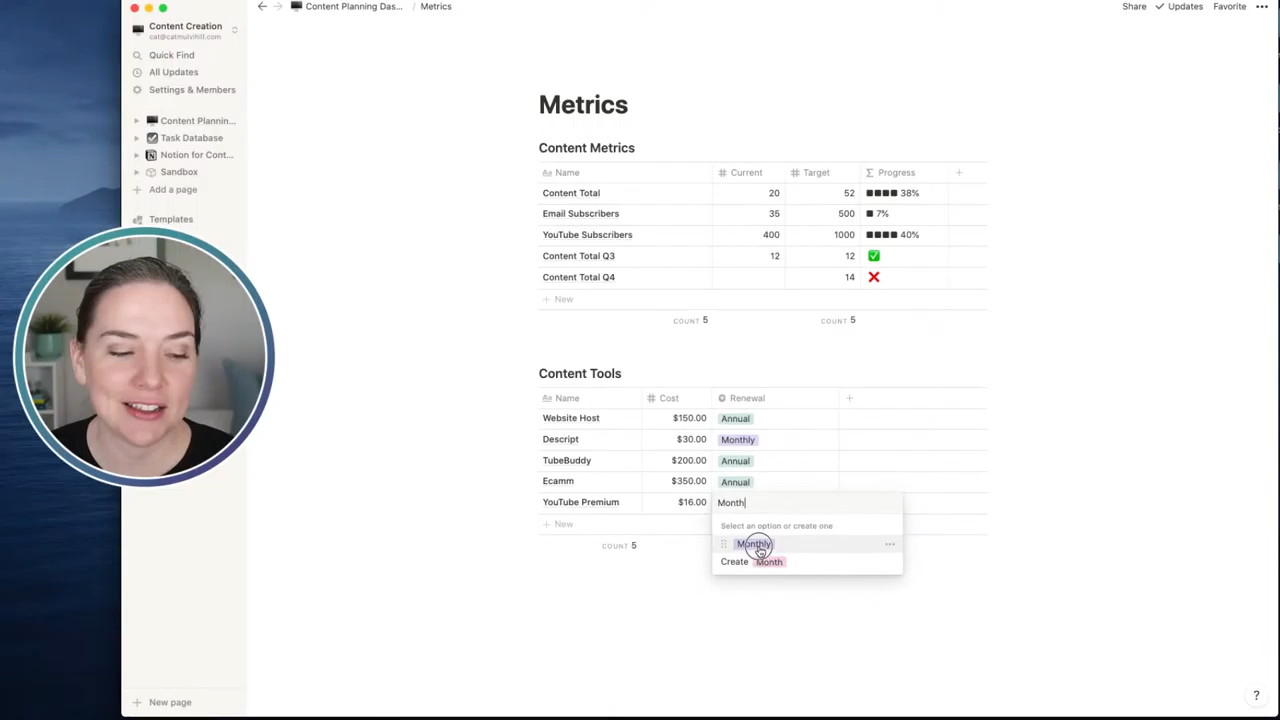 Content Planning Das... / Metrics
Share Updates Favorite
Content Creation
cat@catmulvihill.com
Quick Find
All Updates
Settings & Members
Content Plannin...
Task Database
Notion for Cont...
Sandbox
Add a page
Templates
New page
Metrics
Content Metrics
Name Current Target Progress
Content Total 20 52 38%
Email Subscribers 35 500 7%
YouTube Subscribers 400 1000 40%
Content Total Q3 12 12
Content Total Q4 14
New
COUNT 5 COUNT 5
Content Tools
Name Cost Renewal
Website Host $150.00 Annual
Descript $30.00 Monthly
TubeBuddy $200.00 Annual
Ecamm $350.00 Annual
YouTube Premium $16.00 Month
New
Select an option or create one
COUNT 5
Monthly
Create Month
?